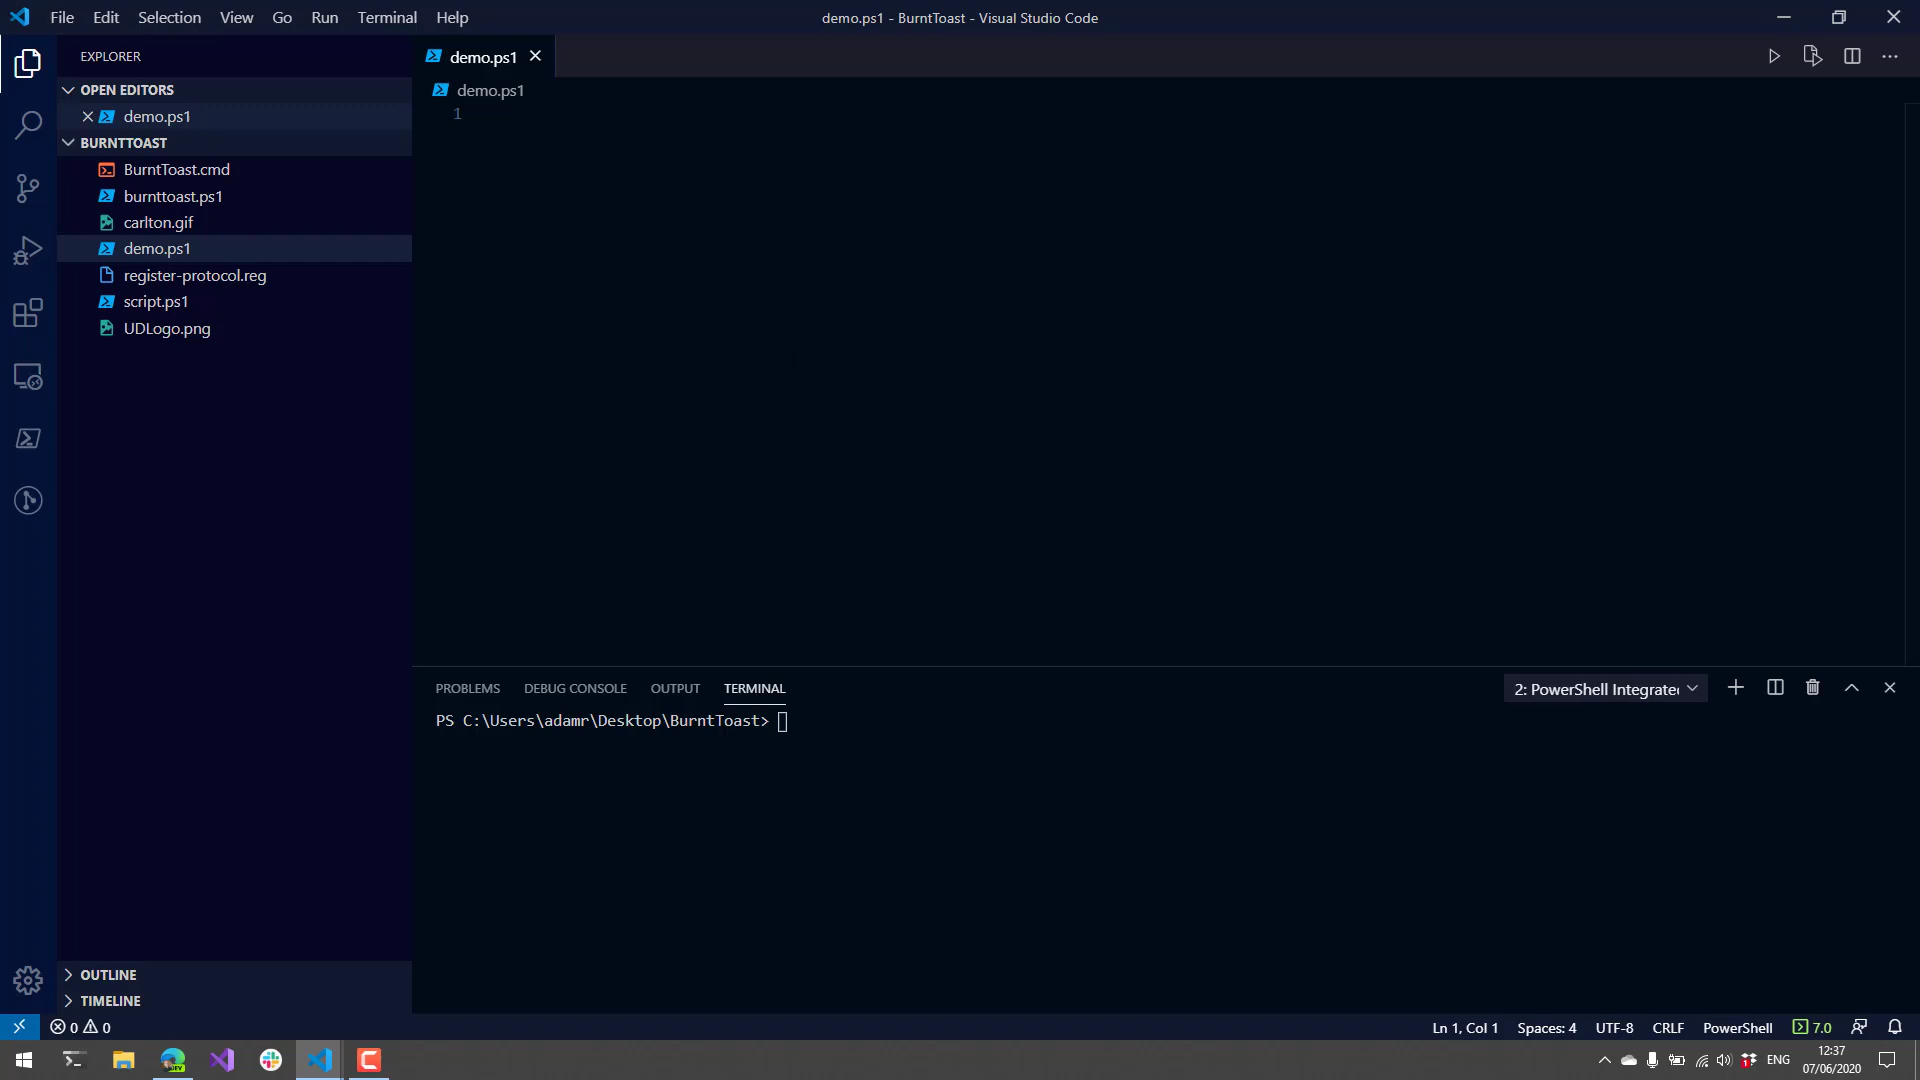 File Edit Selection View Go Run Terminal Help
demo.ps1 - BurntToast - Visual Studio Code
EXPLORER
OPEN EDITORS
demo.ps1
BURNTTOAST
BurntToast.cmd
burnttoast.ps1
carlton.gif
demo.ps1
register-protocol.reg
script.ps1
UDLogo.png
OUTLINE
TIMELINE
demo.ps1
demo.ps1
1
PROBLEMS DEBUG CONSOLE OUTPUT TERMINAL
2: PowerShell Integrate
PS C:\Users\adamr\Desktop\BurntToast>
0 0
Ln 1, Col 1 Spaces: 4 UTF-8 CRLF PowerShell 7.0
DEV
ENG
12:37
07/06/2020